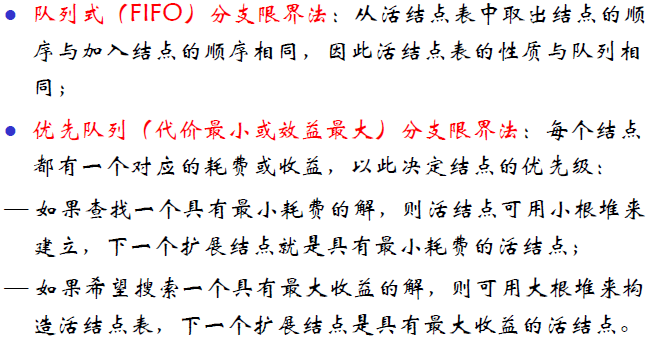 ● 队列式（FIFO）分支限界法：从活结点表中取出结点的顺
序与加入结点的顺序相同，因此活结点表的性质与队列相
同；
● 优先队列（代价最小或效益最大）分支限界法：每个结点
都有一个对应的耗费或收益，以此决定结点的优先级：
— 如果查找一个具有最小耗费的解，则活结点可用小根堆来
建立，下一个扩展结点就是具有最小耗费的活结点；
— 如果希望搜索一个具有最大收益的解，则可用大根堆来构
造活结点表，下一个扩展结点是具有最大收益的活结点。